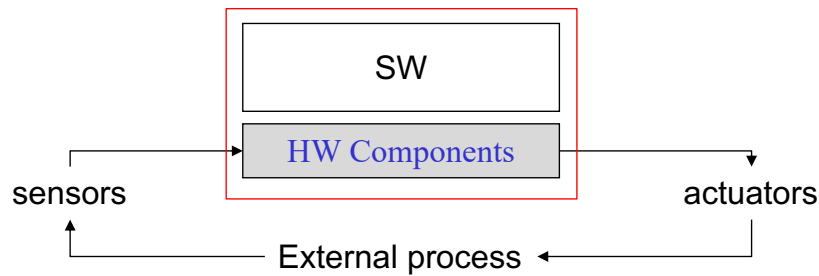 SW
HW Components
sensors
actuators
External process